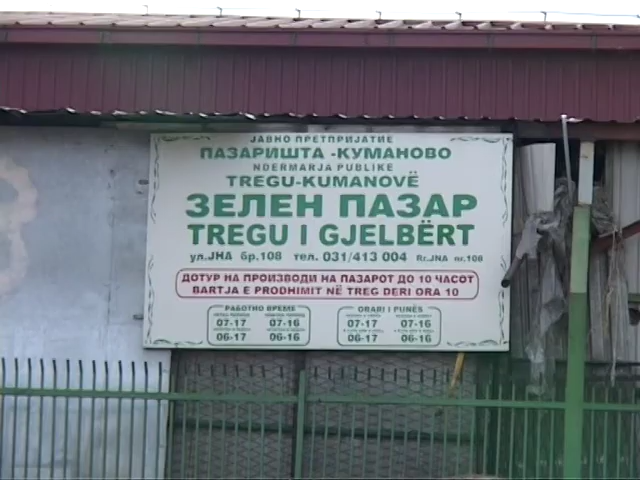 ЈАВНО ПРЕТПРИЈАТИЕ
ПАЗАРИШТА -КУМАНОВО
NDERMARJA PUBLIKE
TREGU-KUMANOVË
ЗЕЛЕН ПАЗАР
TREGU I GJELBËRT
ул.ЈНА бр.108 тел. 031/413 004 Rr.JNA nr.108
ДОТУР НА ПРОИЗВОДИ НА ПАЗАРОТ ДО 10 ЧАСОТ
BARTJA E PRODHIMIT NË TREG DERI ORA 10
РАБОТНО ВРЕМЕ ORARI I PUNËS
07-17 07-16 07-17 07-16
06-17 06-16 06-17 06-16